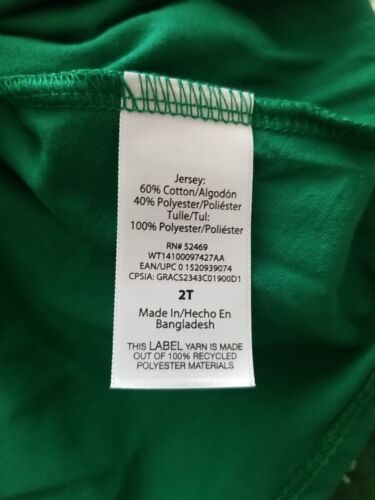 Jersey:
60% Cotton/Algodón
40% Polyester/Poliéster
Tulle/Tul:
100% Polyester/Poliéster
RN# 52469
WT14100097427AA
EAN/UPC 0 1520939074
CPSIA: GRACS2343C01900D1
2T
Made In/Hecho En
Bangladesh
THIS LABEL YARN IS MADE
OUT OF 100% RECYCLED
POLYESTER MATERIALS